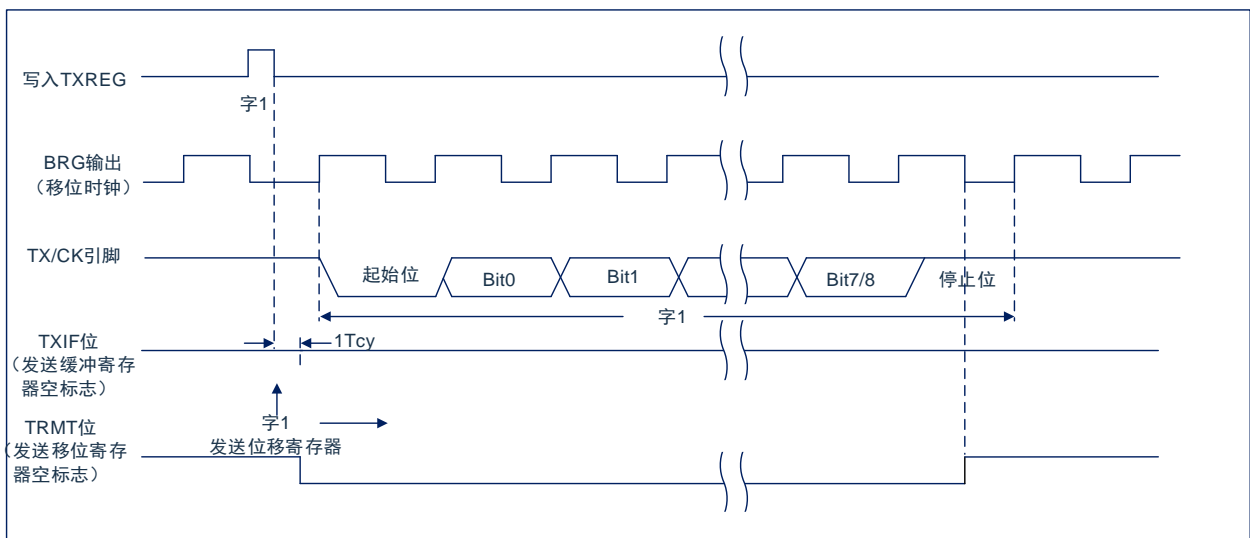 写入TXREG
字1
BRG输出
（移位时钟）
TX/CK引脚
起始位
Bit0
Bit1
Bit7/8
停止位
字1
TXIF位
（发送缓冲寄存
器空标志）
1Tcy
字1
发送位移寄存器
TRMT位
（发送移位寄存
器空标志）